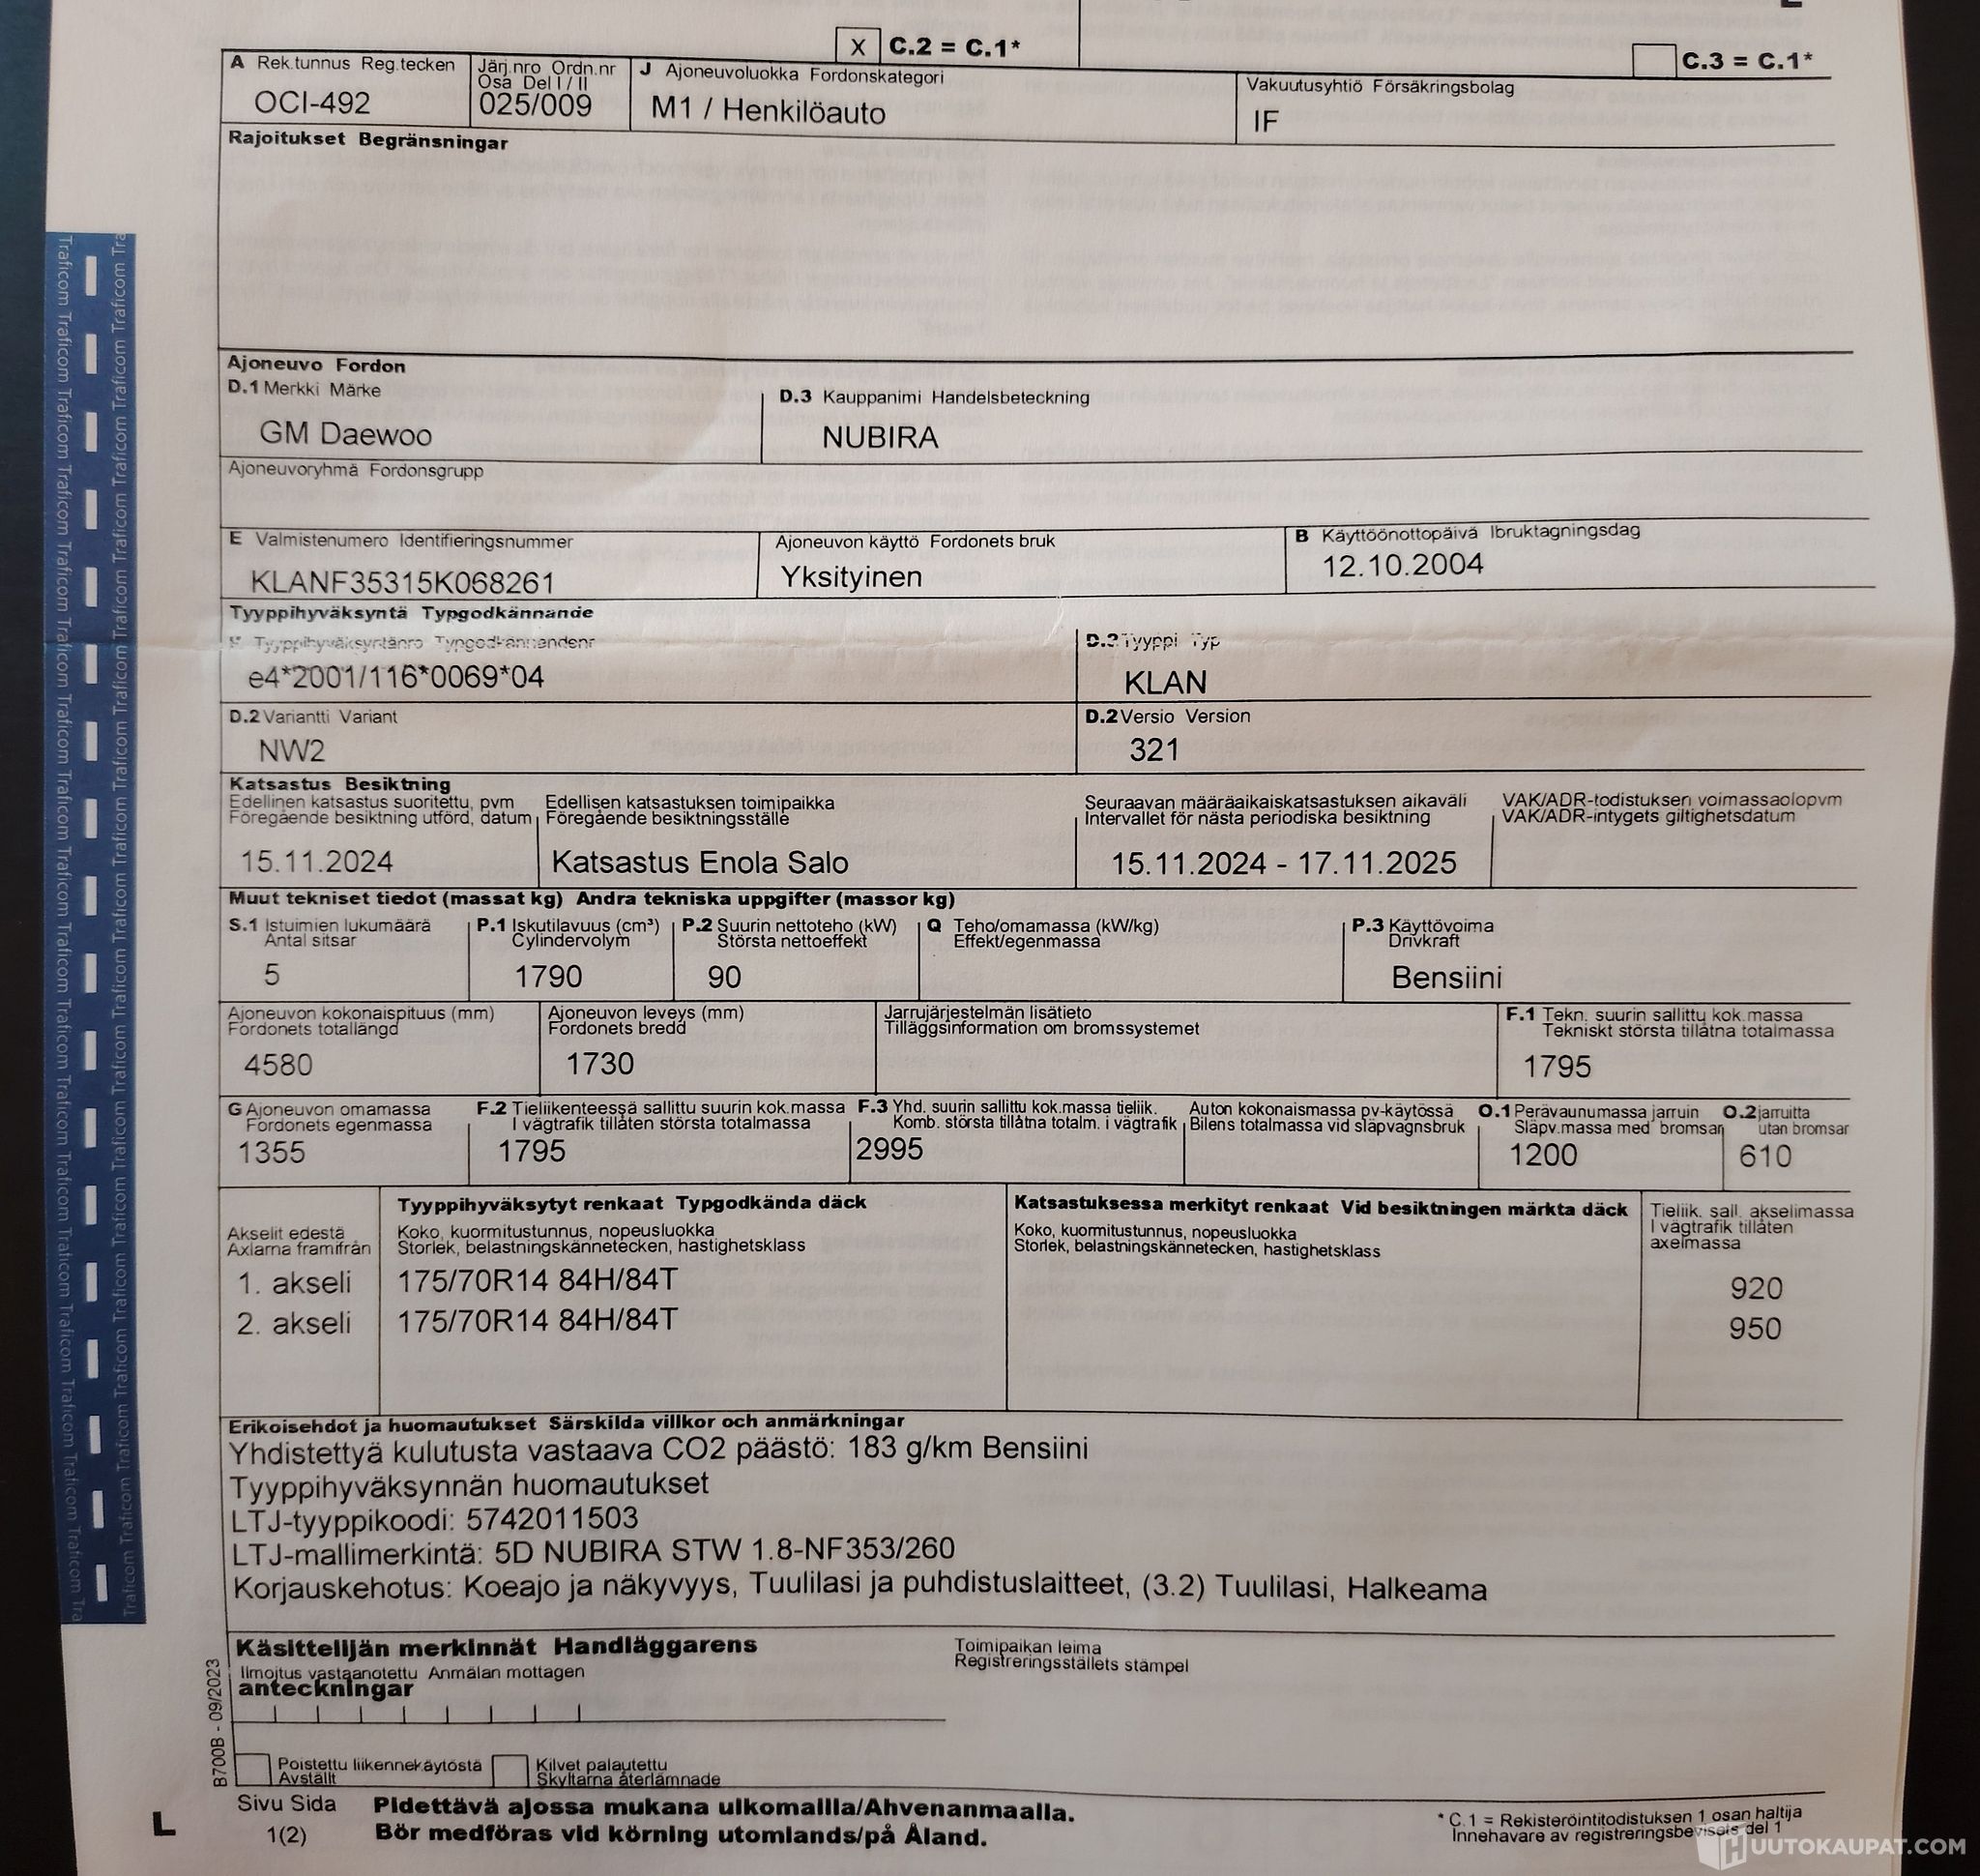 X C.2 = C.1*
C.3 = C.1*
A Rek.tunnus Reg.tecken
Järj.nro Ordn.nr
Osa Del I / II
J Ajoneuvoluokka Fordonskategori
Vakuutusyhtiö Försäkringsbolag
OCI-492
025/009
M1 / Henkilöauto
IF
Rajoitukset Begränsningar
Ajoneuvo Fordon
D.1 Merkki Märke
D.3 Kauppanimi Handelsbeteckning
GM Daewoo
NUBIRA
Ajoneuvoryhmä Fordonsgrupp
E Valmistenumero Identifieringsnummer
Ajoneuvon käyttö Fordonets bruk
B Käyttöönottopäivä Ibruktagningsdag
KLANF35315K068261
Yksityinen
12.10.2004
Tyyppihyväksyntä Typgodkännande
K Tyyppihyväksyntänro Typgodkännandenr
D.2 Tyyppi Typ
e4*2001/116*0069*04
KLAN
D.2 Variantti Variant
D.2 Versio Version
NW2
321
Katsastus Besiktning
Edellinen katsastus suoritettu, pvm
Föregående besiktning utförd, datum
Edellisen katsastuksen toimipaikka
Föregående besiktningsställe
Seuraavan määräaikaiskatsastuksen aikaväli
Intervallet för nästa periodiska besiktning
VAK/ADR-todistuksen voimassaolopvm
VAK/ADR-intygets giltighetsdatum
15.11.2024
Katsastus Enola Salo
15.11.2024 - 17.11.2025
Muut tekniset tiedot (massat kg) Andra tekniska uppgifter (massor kg)
S.1 Istuimien lukumäärä
Antal sitsar
P.1 Iskutilavuus (cm³)
Cylindervolym
P.2 Suurin nettoteho (kW)
Största nettoeffekt
Q Teho/omamassa (kW/kg)
Effekt/egenmassa
P.3 Käyttövoima
Drivkraft
5
1790
90
Bensiini
Ajoneuvon kokonaispituus (mm)
Fordonets totallängd
Ajoneuvon leveys (mm)
Fordonets bredd
Jarrujärjestelmän lisätieto
Tilläggsinformation om bromssystemet
F.1 Tekn. suurin sallittu kok.massa
Tekniskt största tillåtna totalmassa
4580
1730
1795
G Ajoneuvon omamassa
Fordonets egenmassa
F.2 Tieliikenteessä sallittu suurin kok.massa
I vägtrafik tillåten största totalmassa
F.3 Yhd. suurin sallittu kok.massa tieliik.
Komb. största tillåtna totalm. i vägtrafik
Auton kokonaismassa pv-käytössä
Bilens totalmassa vid släpvagnsbruk
O.1 Perävaunumassa jarruin
Släpv.massa med bromsar
O.2 jarruitta
utan bromsar
1355
1795
2995
1200
610
Tyyppihyväksytyt renkaat Typgodkända däck
Katsastuksessa merkityt renkaat Vid besiktningen märkta däck
Tieliik. sall. akselimassa
I vägtrafik tillåten
axelmassa
Akselit edestä
Axlarna framifrån
Koko, kuormitustunnus, nopeusluokka
Storlek, belastningskännetecken, hastighetsklass
Koko, kuormitustunnus, nopeusluokka
Storlek, belastningskännetecken, hastighetsklass
1. akseli 175/70R14 84H/84T 920
2. akseli 175/70R14 84H/84T 950
Erikoisehdot ja huomautukset Särskilda villkor och anmärkningar
Yhdistettyä kulutusta vastaava CO2 päästö: 183 g/km Bensiini
Tyyppihyväksynnän huomautukset
LTJ-tyyppikoodi: 5742011503
LTJ-mallimerkintä: 5D NUBIRA STW 1.8-NF353/260
Korjauskehotus: Koeajo ja näkyvyys, Tuulilasi ja puhdistuslaitteet, (3.2) Tuulilasi, Halkeama
Käsittelijän merkinnät Handläggarens
Ilmoitus vastaanotettu Anmälan mottagen
anteckningar
Toimipaikan leima
Registreringsställets stämpel
Poistettu liikennekäytöstä
Avställt
Kilvet palautettu
Skyltarna återlämnade
B700B - 09/2023
Sivu Sida
1(2)
Pidettävä ajossa mukana ulkomailla/Ahvenanmaalla.
Bör medföras vid körning utomlands/på Åland.
* C.1 = Rekisteröintitodistuksen 1 osan haltija
Innehavare av registreringsbevisets del 1
L
Traficom Traficom Traficom Traficom Traficom Traficom Traficom Traficom
HUUTOKAUPAT.COM